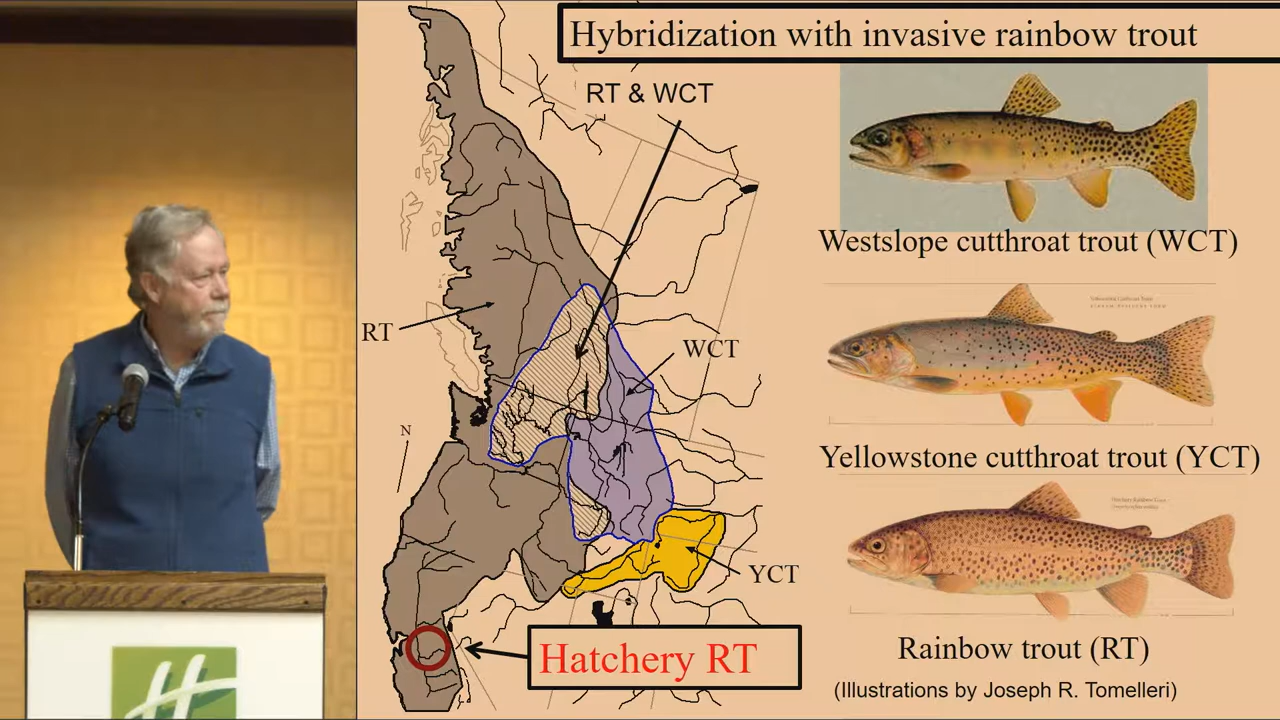 Hybridization with invasive rainbow trout
RT & WCT
Westslope cutthroat trout (WCT)
RT
WCT
N
Yellowstone cutthroat trout (YCT)
YCT
Hatchery RT
Rainbow trout (RT)
(Illustrations by Joseph R. Tomelleri)
H